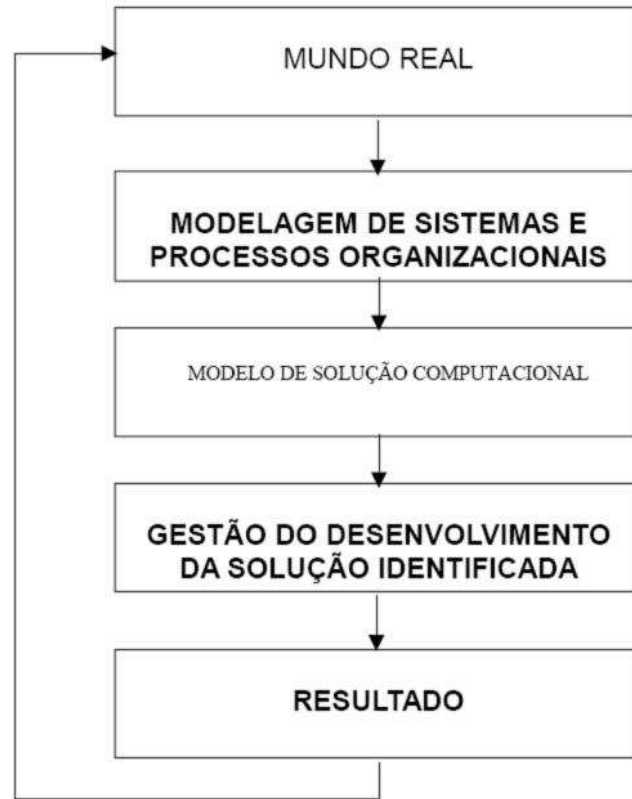 MUNDO REAL
MODELAGEM DE SISTEMAS E
PROCESSOS ORGANIZACIONAIS
MODELO DE SOLUÇÃO COMPUTACIONAL
GESTÃO DO DESENVOLVIMENTO
DA SOLUÇÃO IDENTIFICADA
RESULTADO